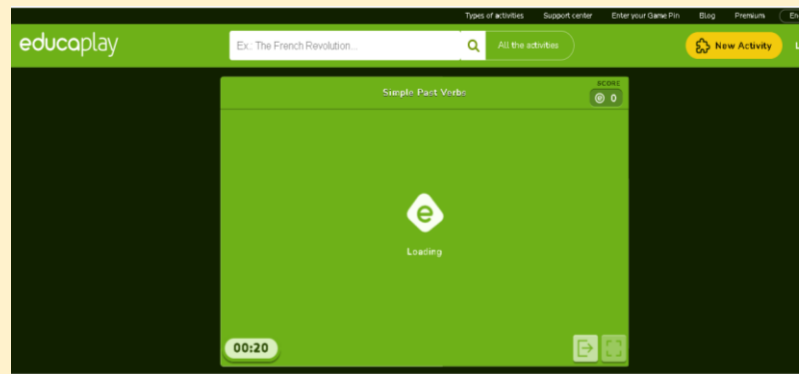 Types of activities Support center Enter your Game Pin Blog Premium
educaplay Ex.: The French Revolution... All the activities New Activity
SCORE
Simple Past Verbs 0
e
Loading
00:20